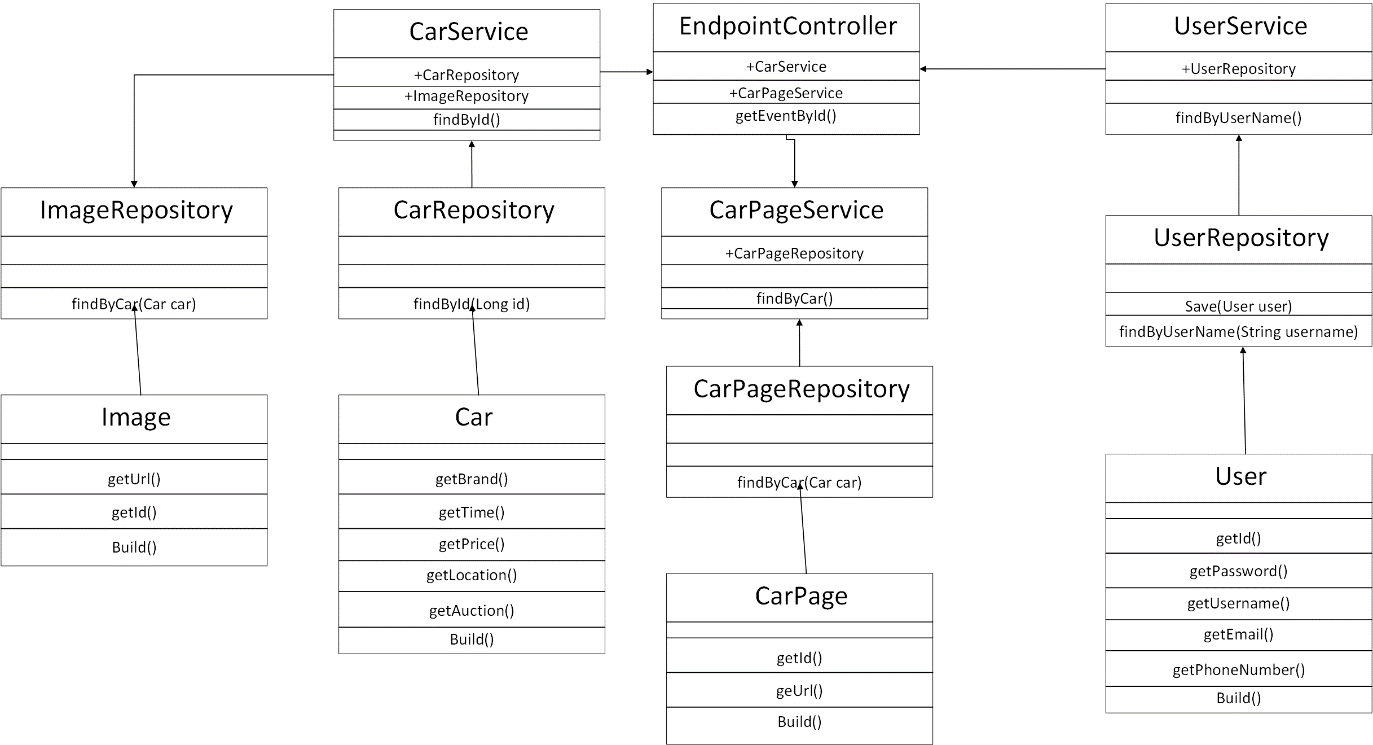 CarService
+CarRepository
+ImageRepository
findById()
EndpointController
+CarService
+CarPageService
getEventById()
UserService
+UserRepository
findByUserName()
ImageRepository
findByCar(Car car)
CarRepository
findById(Long id)
CarPageService
+CarPageRepository
findByCar()
UserRepository
Save(User user)
findByUserName(String username)
Image
getUrl()
getId()
Build()
Car
getBrand()
getTime()
getPrice()
getLocation()
getAuction()
Build()
CarPageRepository
findByCar(Car car)
CarPage
getId()
geUrl()
Build()
User
getId()
getPassword()
getUsername()
getEmail()
getPhoneNumber()
Build()